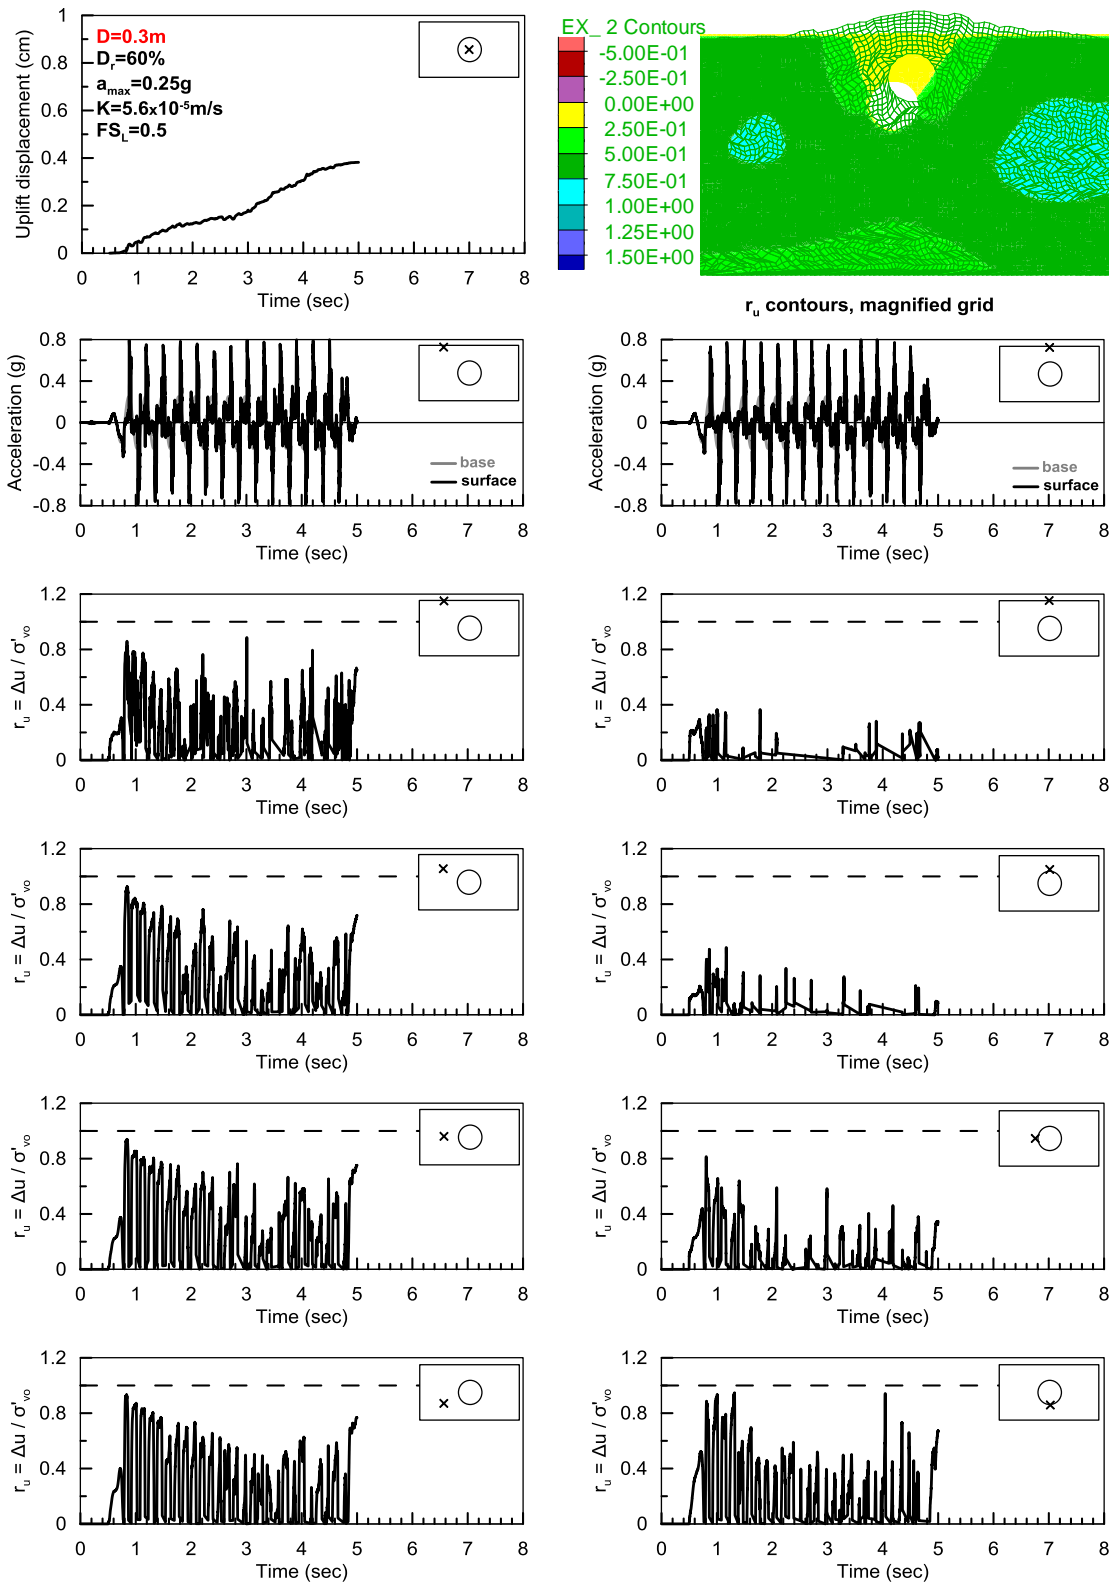 1
0.8
0.6
0.4
0.2
0
Uplift displacement (cm)
D=0.3m
Dr=60%
amax=0.25g
K=5.6x10-5m/s
FSL=0.5
0 1 2 3 4 5 6 7 8
Time (sec)
EX_ 2 Contours
-5.00E-01
-2.50E-01
0.00E+00
2.50E-01
5.00E-01
7.50E-01
1.00E+00
1.25E+00
1.50E+00
ru contours, magnified grid
0.8
0.4
0
-0.4
-0.8
Acceleration (g)
base
surface
0 1 2 3 4 5 6 7 8
Time (sec)
0.8
0.4
0
-0.4
-0.8
Acceleration (g)
base
surface
0 1 2 3 4 5 6 7 8
Time (sec)
1.2
0.8
0.4
0
ru = Δu / σ'vo
0 1 2 3 4 5 6 7 8
Time (sec)
1.2
0.8
0.4
0
ru = Δu / σ'vo
0 1 2 3 4 5 6 7 8
Time (sec)
1.2
0.8
0.4
0
ru = Δu / σ'vo
0 1 2 3 4 5 6 7 8
Time (sec)
1.2
0.8
0.4
0
ru = Δu / σ'vo
0 1 2 3 4 5 6 7 8
Time (sec)
1.2
0.8
0.4
0
ru = Δu / σ'vo
0 1 2 3 4 5 6 7 8
Time (sec)
1.2
0.8
0.4
0
ru = Δu / σ'vo
0 1 2 3 4 5 6 7 8
Time (sec)
1.2
0.8
0.4
0
ru = Δu / σ'vo
0 1 2 3 4 5 6 7 8
Time (sec)
1.2
0.8
0.4
0
ru = Δu / σ'vo
0 1 2 3 4 5 6 7 8
Time (sec)